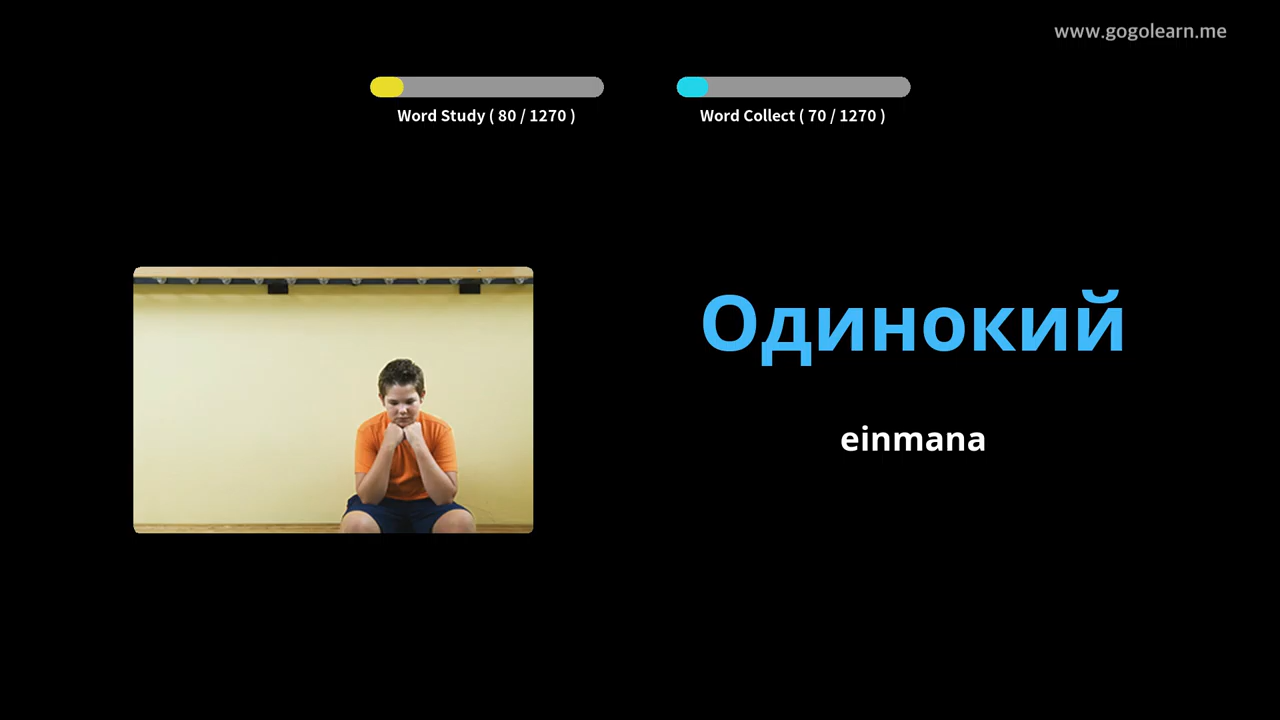 www.gogolearn.me
Word Study ( 80 / 1270 )
Word Collect ( 70 / 1270 )
Одинокий
einmana